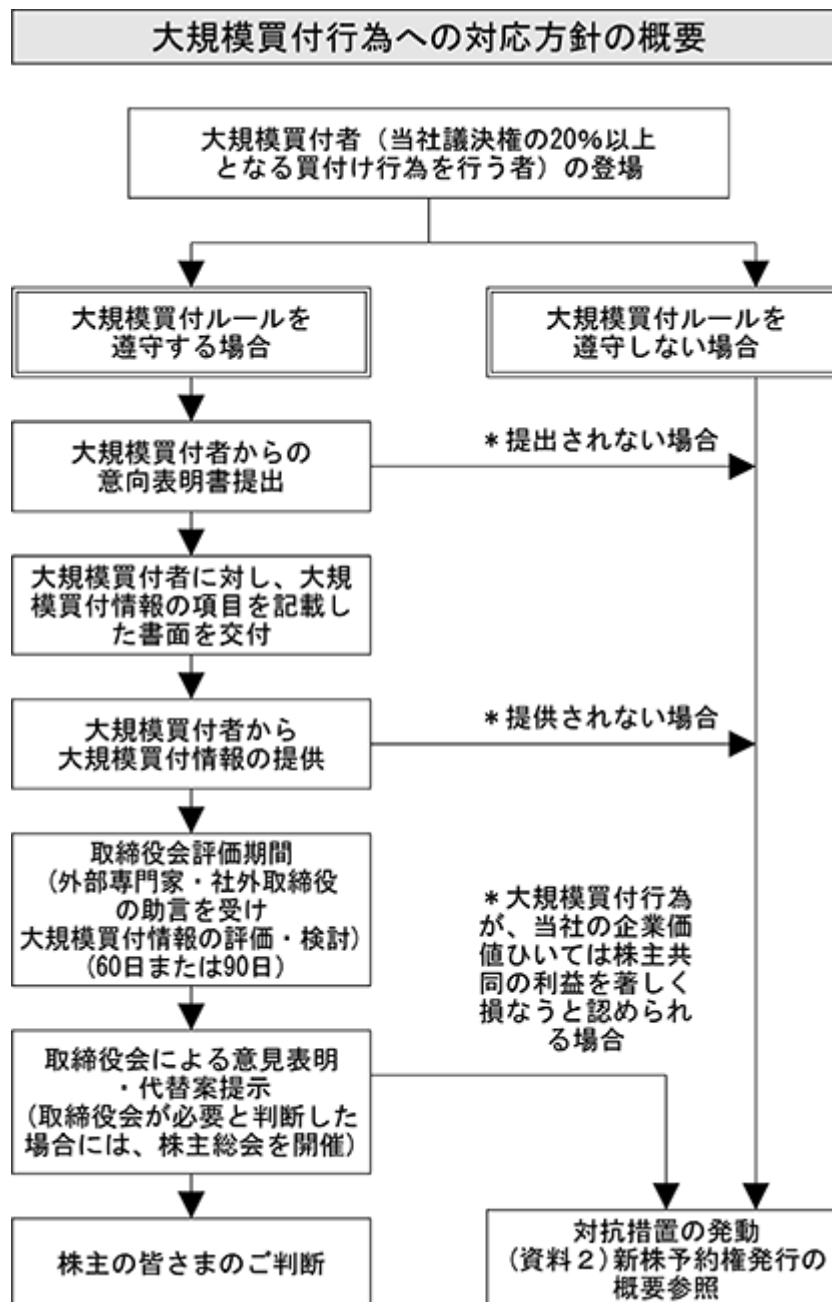 大規模買付行為への対応方針の概要
大規模買付者（当社議決権の20%以上
となる買付け行為を行う者）の登場
大規模買付ルールを
遵守する場合
大規模買付ルールを
遵守しない場合
大規模買付者からの
意向表明書提出
＊提出されない場合
大規模買付者に対し、大規
模買付情報の項目を記載し
た書面を交付
大規模買付者から
大規模買付情報の提供
＊提供されない場合
取締役会評価期間
(外部専門家・社外取締役
の助言を受け
大規模買付情報の評価・検討)
(60日または90日)
＊大規模買付行為
が、当社の企業価
値ひいては株主共
同の利益を著しく
損なうと認められ
る場合
取締役会による意見表明
・代替案提示
(取締役会が必要と判断した
場合には、株主総会を開催)
株主の皆さまのご判断
対抗措置の発動
(資料２)新株予約権発行の
概要参照